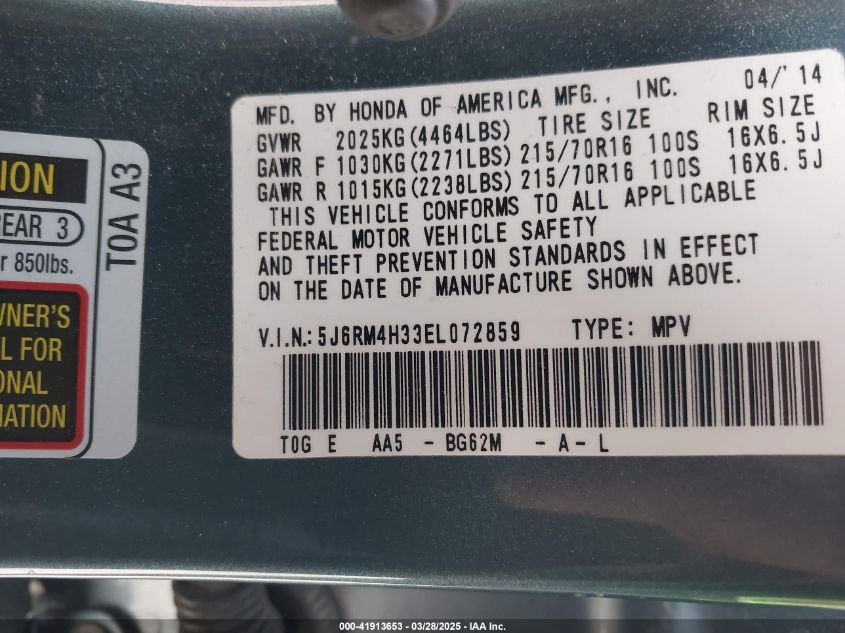 MFD. BY HONDA OF AMERICA MFG., INC. 04/'14
GVWR 2025KG(4464LBS) TIRE SIZE RIM SIZE
GAWR F 1030KG(2271LBS) 215/70R16 100S 16X6.5J
GAWR R 1015KG(2238LBS) 215/70R16 100S 16X6.5J
THIS VEHICLE CONFORMS TO ALL APPLICABLE
FEDERAL MOTOR VEHICLE SAFETY
AND THEFT PREVENTION STANDARDS IN EFFECT
ON THE DATE OF MANUFACTURE SHOWN ABOVE.
V.I.N.:5J6RM4H33EL072859 TYPE: MPV
T0G E AA5 - BG62M - A - L
ION
REAR 3
r 850lbs.
WNER'S
L FOR
ONAL
MATION
T0A A3
000-41913653 - 03/28/2025 - IAA Inc.